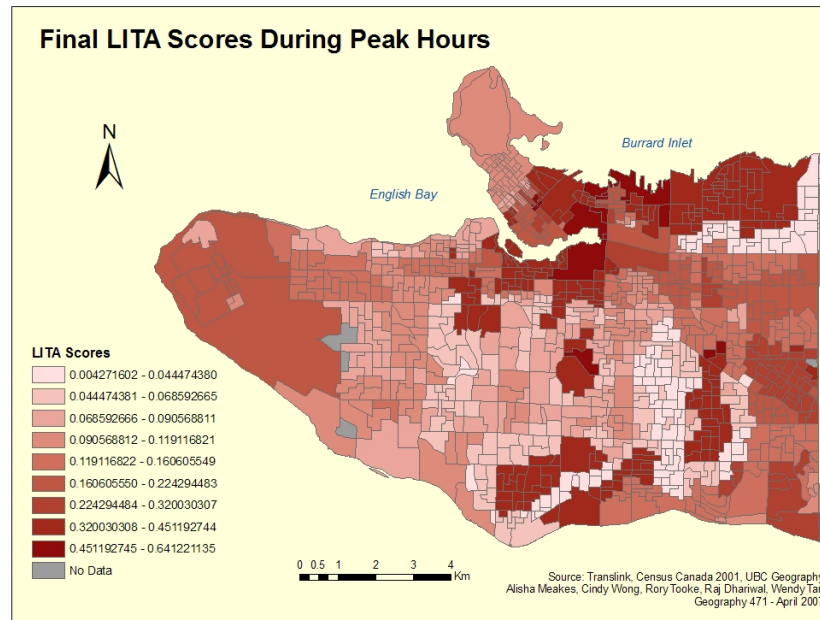 Final LITA Scores During Peak Hours
N
Burrard Inlet
English Bay
LITA Scores
0.004271602 - 0.044474380
0.044474381 - 0.068592665
0.068592666 - 0.090568811
0.090568812 - 0.119116821
0.119116822 - 0.160605549
0.160605550 - 0.224294483
0.224294484 - 0.320030307
0.320030308 - 0.451192744
0.451192745 - 0.641221135
No Data
0 0.5 1 2 3 4
Km
Source: Translink, Census Canada 2001, UBC Geography
Alisha Meakes, Cindy Wong, Rory Tooke, Raj Dhariwal, Wendy Tan
Geography 471 - April 2007